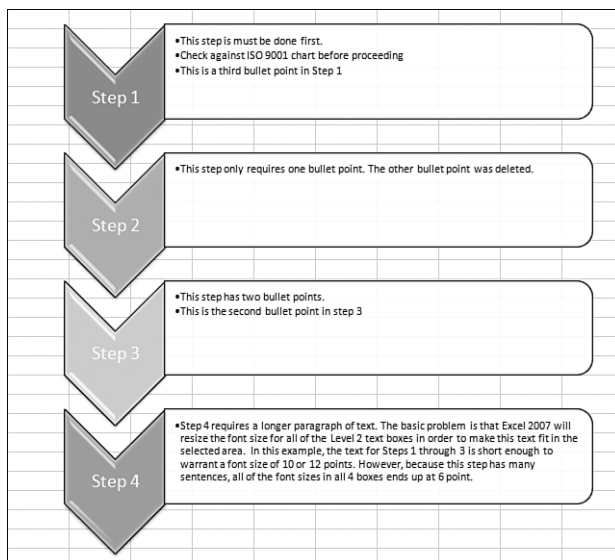 Step 1
•This step is must be done first.
•Check against ISO 9001 chart before proceeding
•This is a third bullet point in Step 1
Step 2
•This step only requires one bullet point. The other bullet point was deleted.
Step 3
•This step has two bullet points.
•This is the second bullet point in step 3
Step 4
•Step 4 requires a longer paragraph of text. The basic problem is that Excel 2007 will
resize the font size for all of the Level 2 text boxes in order to make this text fit in the
selected area. In this example, the text for Steps 1 through 3 is short enough to
warrant a font size of 10 or 12 points. However, because this step has many
sentences, all of the font sizes in all 4 boxes ends up at 6 point.